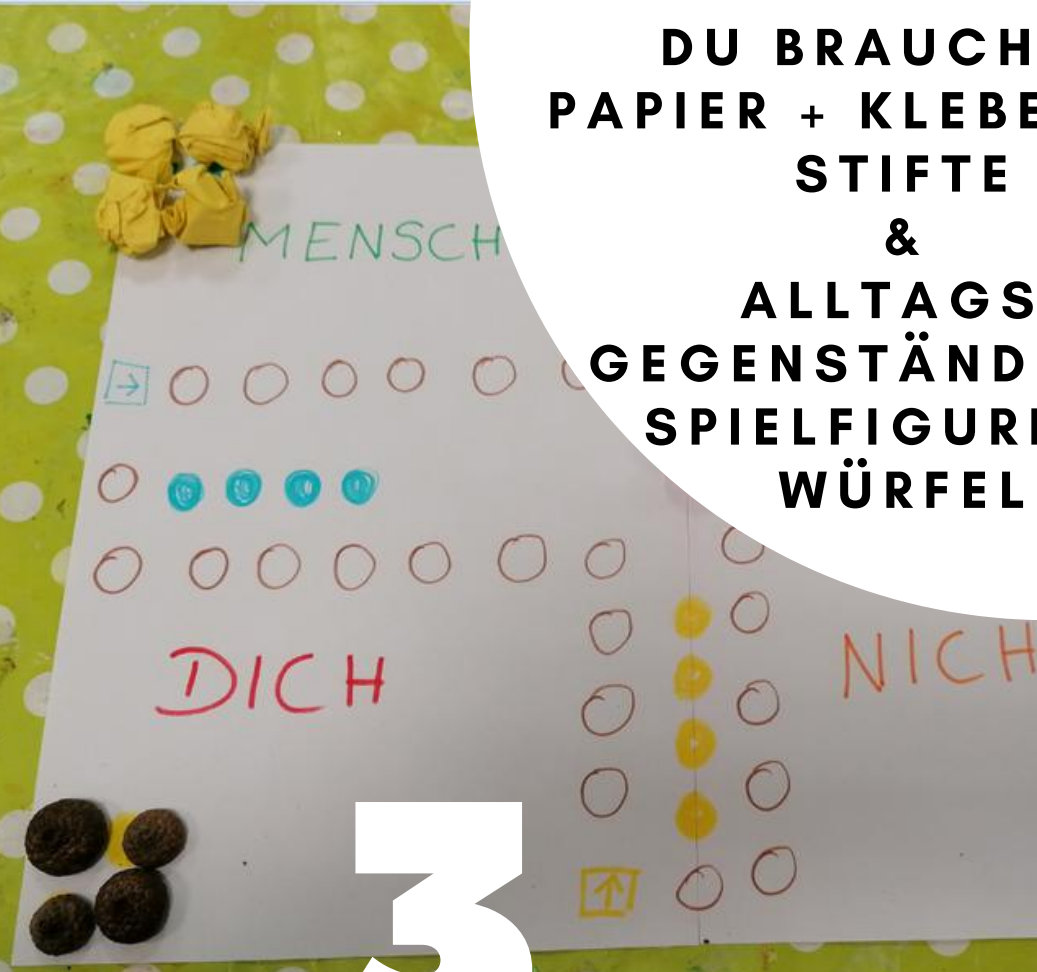 DU BRAUCH
PAPIER + KLEBE
STIFTE
&
ALLTAGS
GEGENSTÄND
SPIELFIGUR
WÜRFEL
MENSCH
DICH
NICH
3